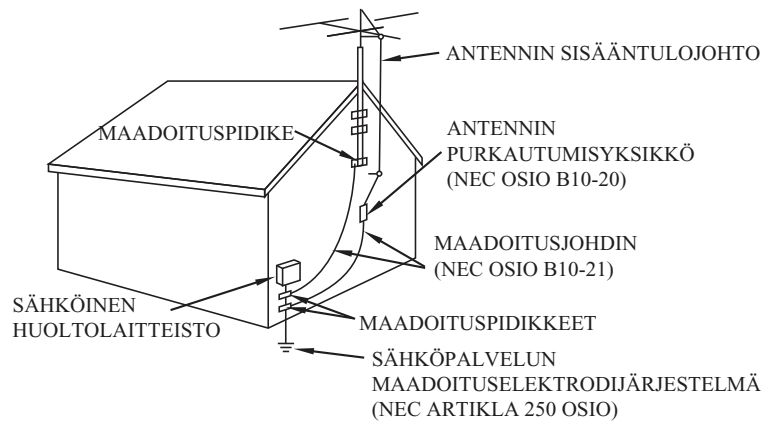 ANTENNIN SISÄÄNTULOJOHTO
MAADOITUSPIDIKE
ANTENNIN
PURKAUTUMISYKSIKKÖ
(NEC OSIO B10-20)
MAADOITUSJOHDIN
(NEC OSIO B10-21)
SÄHKÖINEN
HUOLTOLAITTEISTO
MAADOITUSPIDIKKEET
SÄHKÖPALVELUN
MAADOITUSELEKTRODIJÄRJESTELMÄ
(NEC ARTIKLA 250 OSIO)